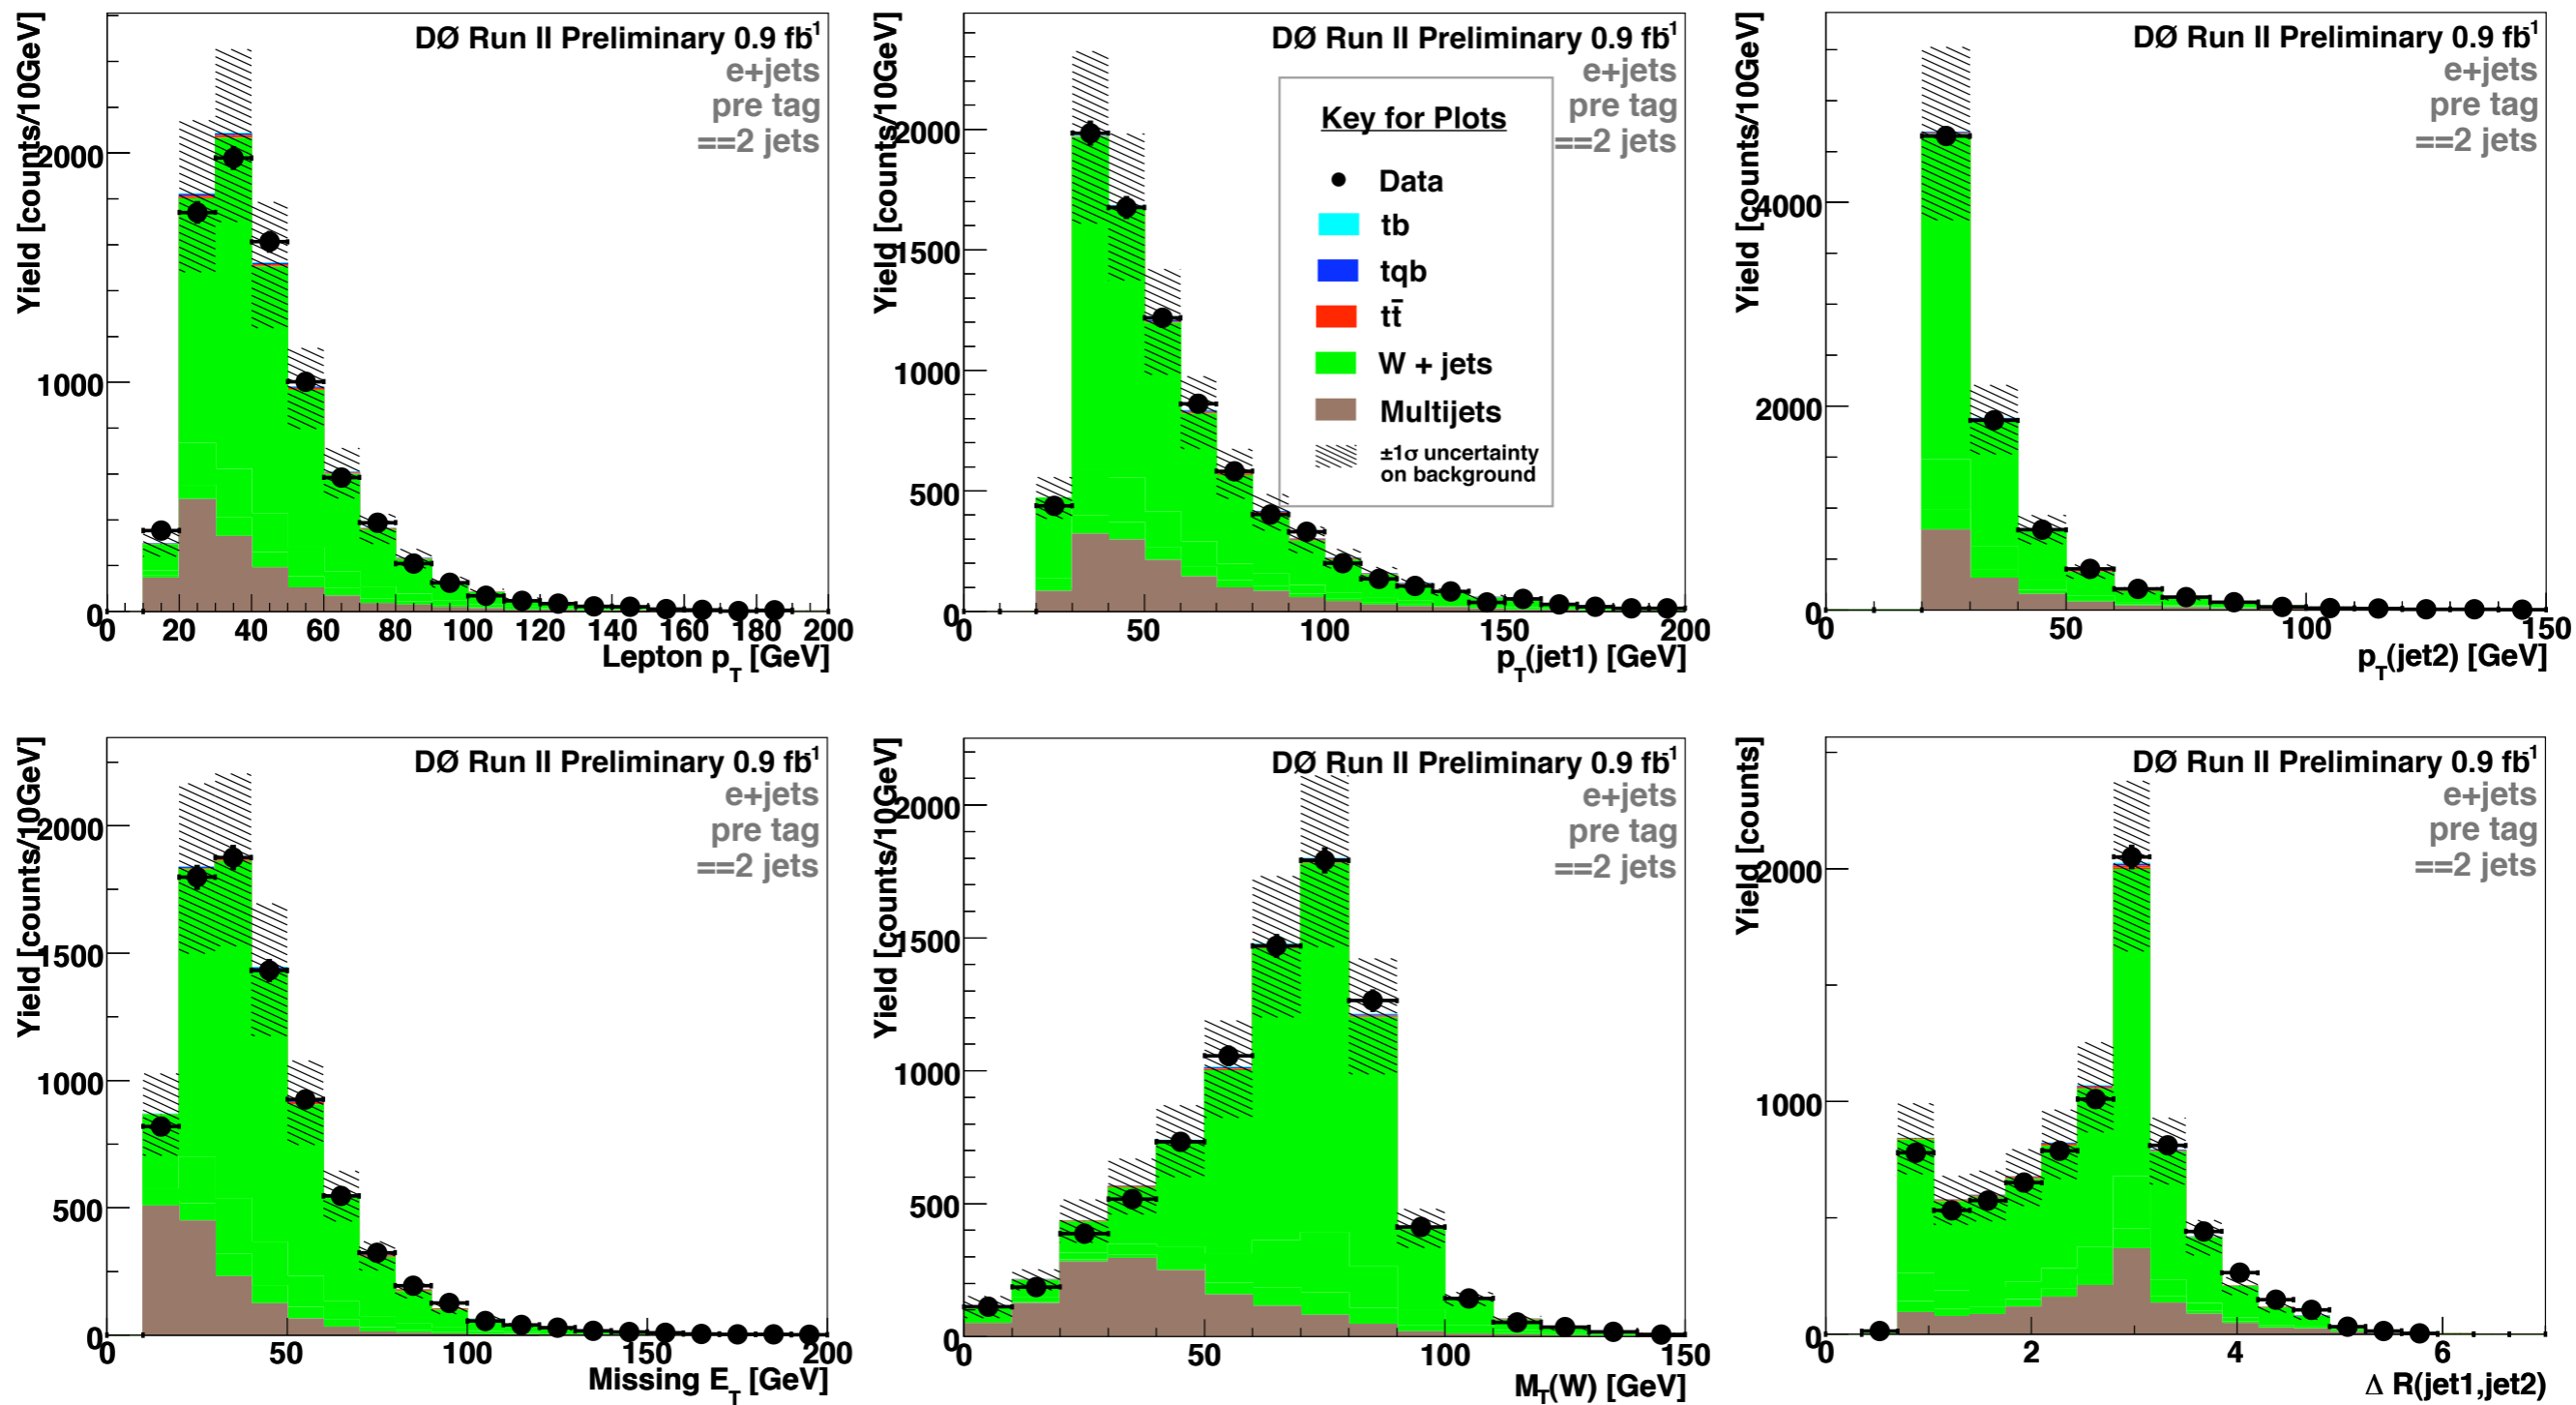 DØ Run II Preliminary 0.9 fb-1
e+jets
pre tag
==2 jets
Yield [counts/10GeV]
2000
1000
0
0 20 40 60 80 100 120 140 160 180 200
Lepton pT [GeV]
DØ Run II Preliminary 0.9 fb-1
e+jets
pre tag
==2 jets
Yield [counts/10GeV]
2000
1500
1000
500
0
0 50 100 150 200
pT(jet1) [GeV]
Key for Plots
Data
tb
tqb
tt̄
W + jets
Multijets
±1σ uncertainty
on background
DØ Run II Preliminary 0.9 fb-1
e+jets
pre tag
==2 jets
Yield [counts/10GeV]
4000
2000
0
0 50 100 150
pT(jet2) [GeV]
DØ Run II Preliminary 0.9 fb-1
e+jets
pre tag
==2 jets
Yield [counts/10GeV]
2000
1500
1000
500
0
0 50 100 150 200
Missing ET [GeV]
DØ Run II Preliminary 0.9 fb-1
e+jets
pre tag
==2 jets
Yield [counts/10GeV]
2000
1500
1000
500
0
0 50 100 150
MT(W) [GeV]
DØ Run II Preliminary 0.9 fb-1
e+jets
pre tag
==2 jets
Yield [counts]
2000
1000
0
0 2 4 6
Δ R(jet1,jet2)